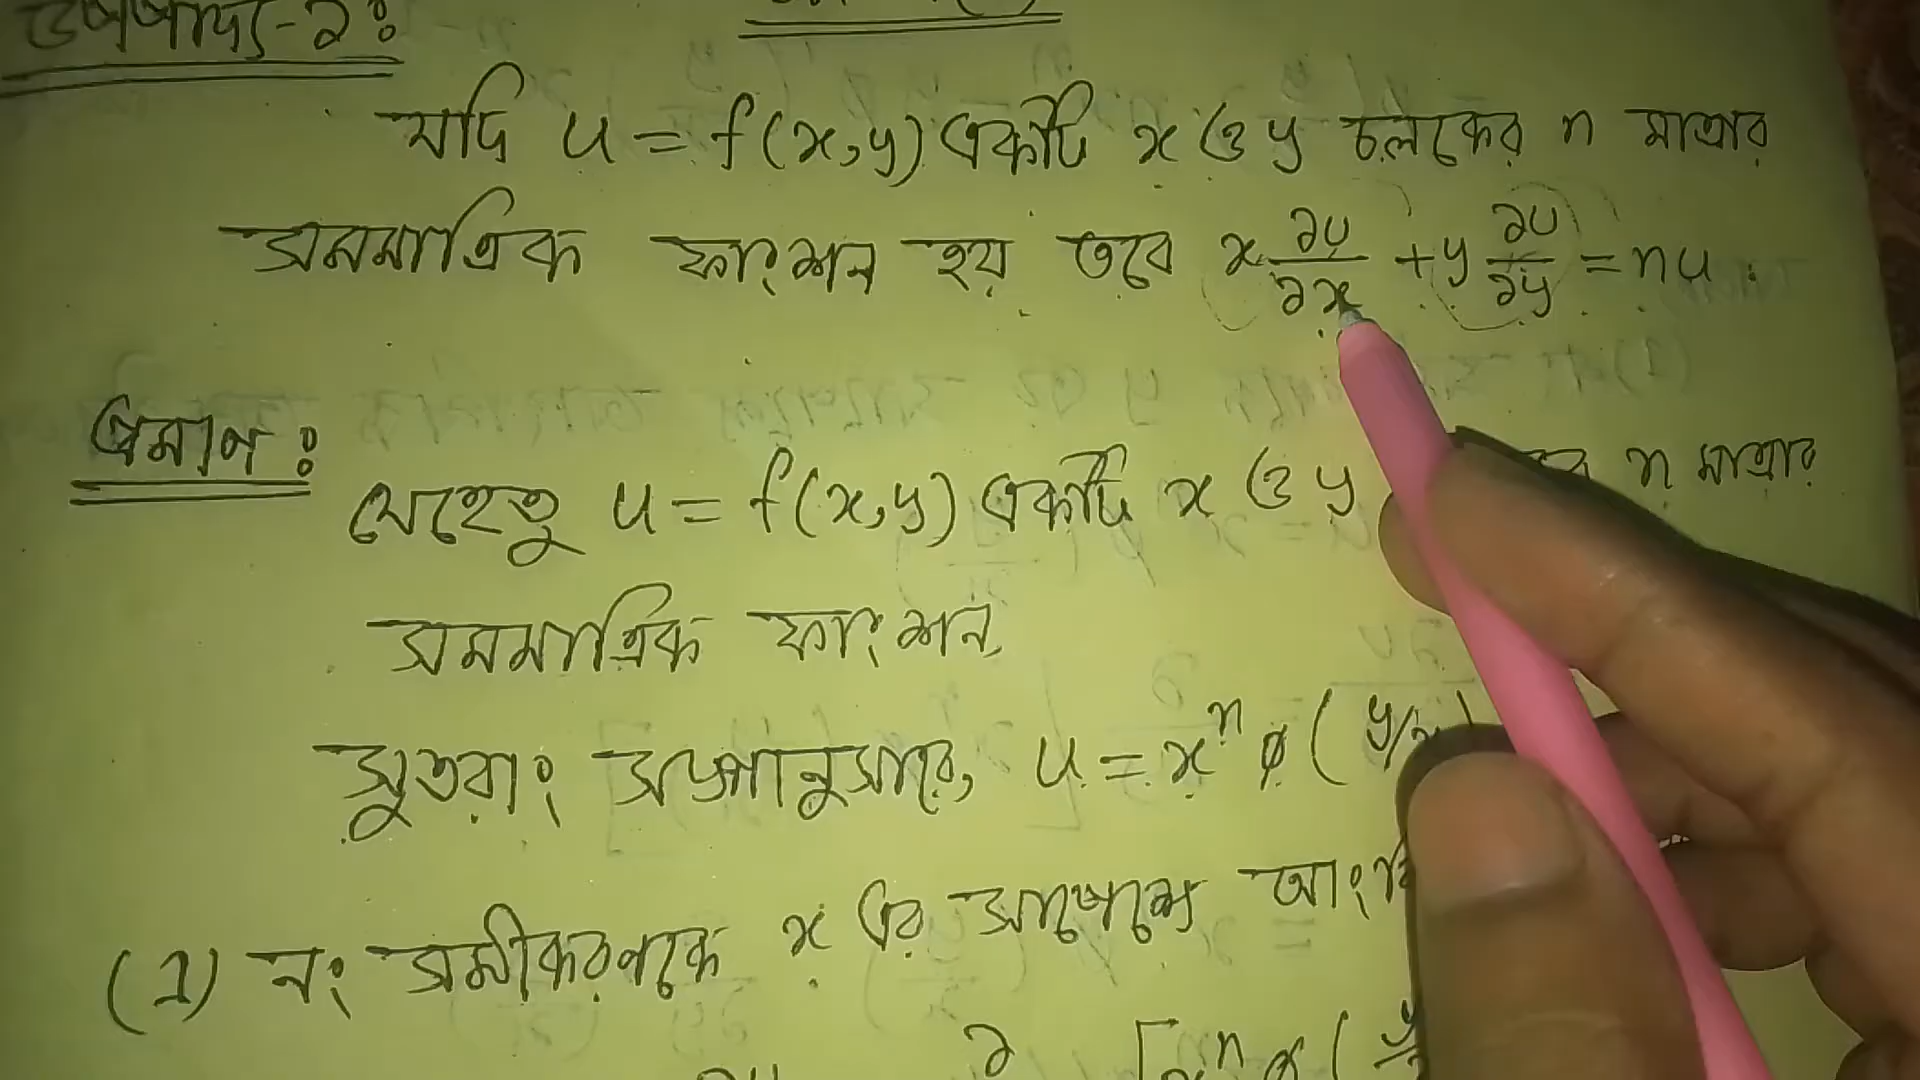 উপপাদ্য-২:
যদি u = f(x,y) একটি x ও y চলকের n মাত্রার
সমমাত্রিক ফাংশন হয় তবে x ∂u/∂x + y ∂u/∂y = nu.
প্রমাণ:
যেহেতু u = f(x,y) একটি x ও y n মাত্রার
সমমাত্রিক ফাংশন,
সুতরাং সংজ্ঞানুসারে, u = xⁿ φ(y/x)
(১) নং সমীকরণকে x এর সাপেক্ষে